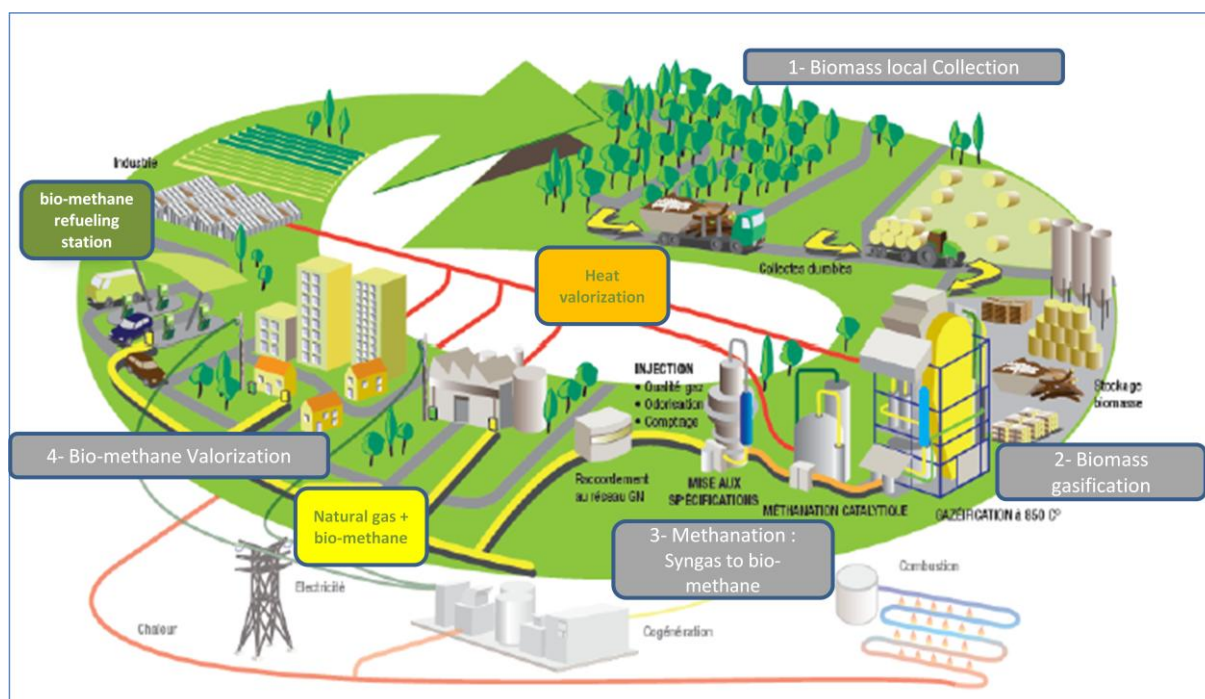 1- Biomass local Collection
Industrie
bio-methane
refueling
station
Heat
valorization
Collectes durables
INJECTION
• Qualité gaz
• Odorisation
• Comptage
Stockage
biomasse
4- Bio-methane Valorization
Raccordement
au réseau GN
MISE AUX
SPÉCIFICATIONS
MÉTHANATION CATALYTIQUE
2- Biomass
gasification
GAZÉIFICATION à 850 C°
Natural gas +
bio-methane
3- Methanation :
Syngas to bio-
methane
Electricité
Combustion
Chaleur
Cogénération